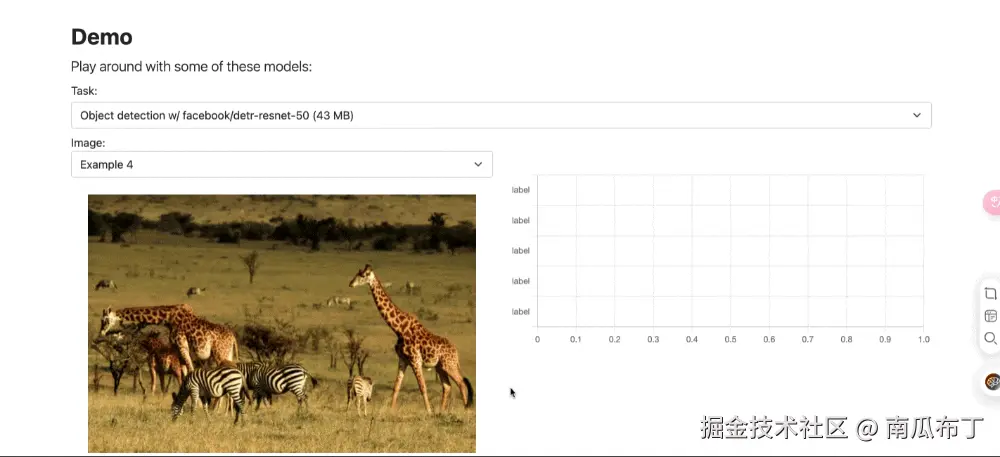 Demo
Play around with some of these models:
Task:
Object detection w/ facebook/detr-resnet-50 (43 MB)
Image:
Example 4
label
label
label
label
label
0 0.1 0.2 0.3 0.4 0.5 0.6 0.7 0.8 0.9 1.0
掘金技术社区 @ 南瓜布丁